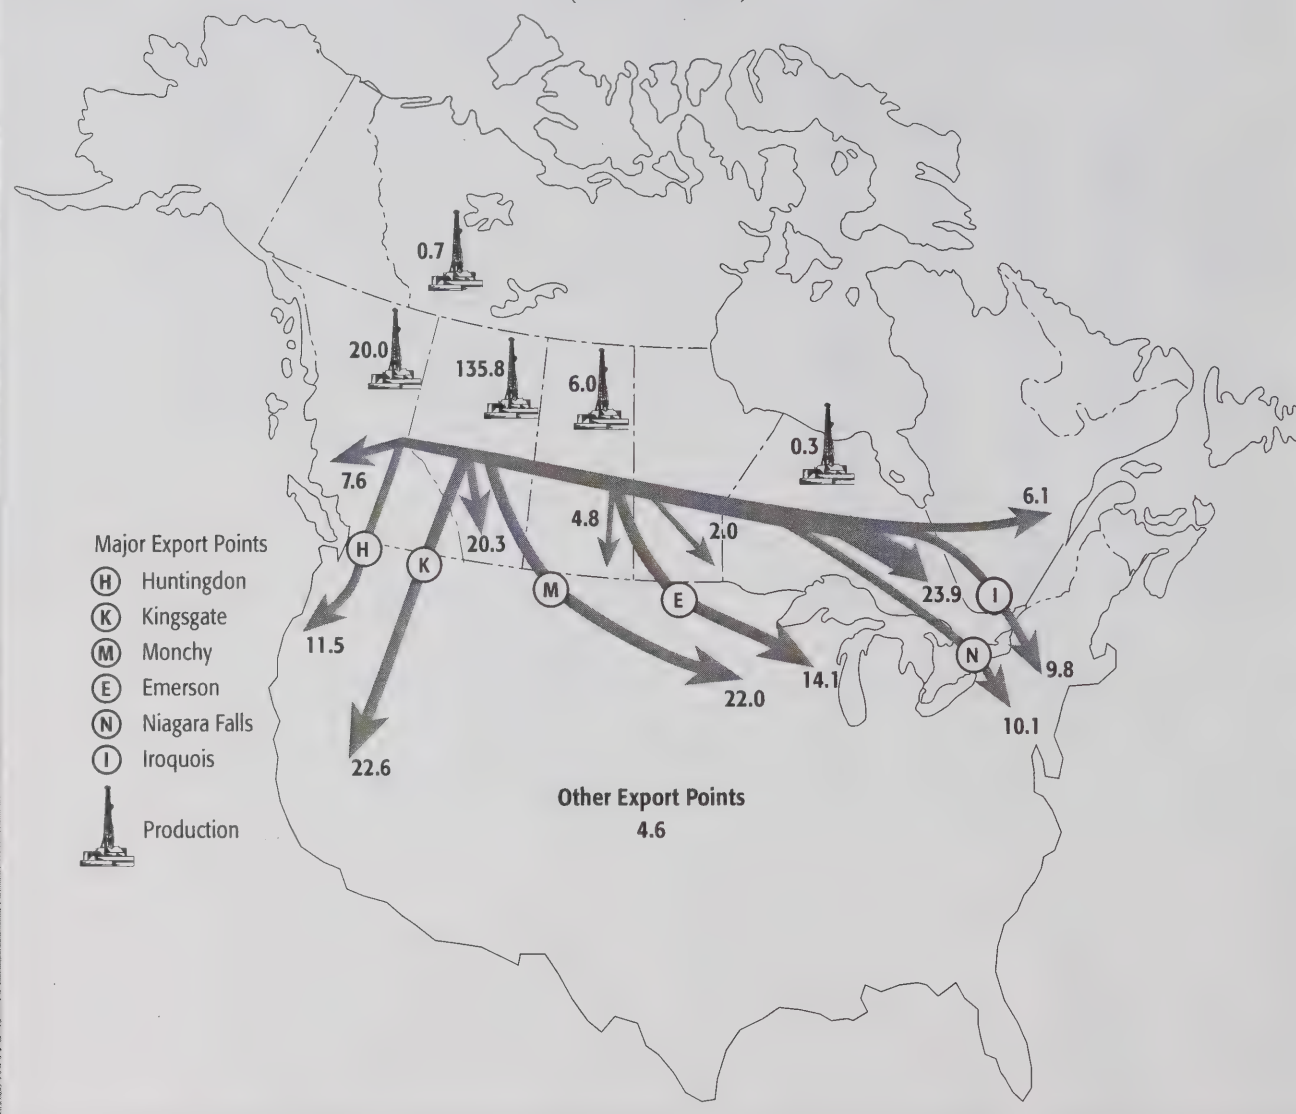 0.7
20.0
135.8
6.0
0.3
7.6
20.3
4.8
2.0
6.1
23.9
H
K
M
E
I
N
11.5
22.6
22.0
14.1
9.8
10.1
Major Export Points
H Huntingdon
K Kingsgate
M Monchy
E Emerson
N Niagara Falls
I Iroquois
Production
Other Export Points
4.6